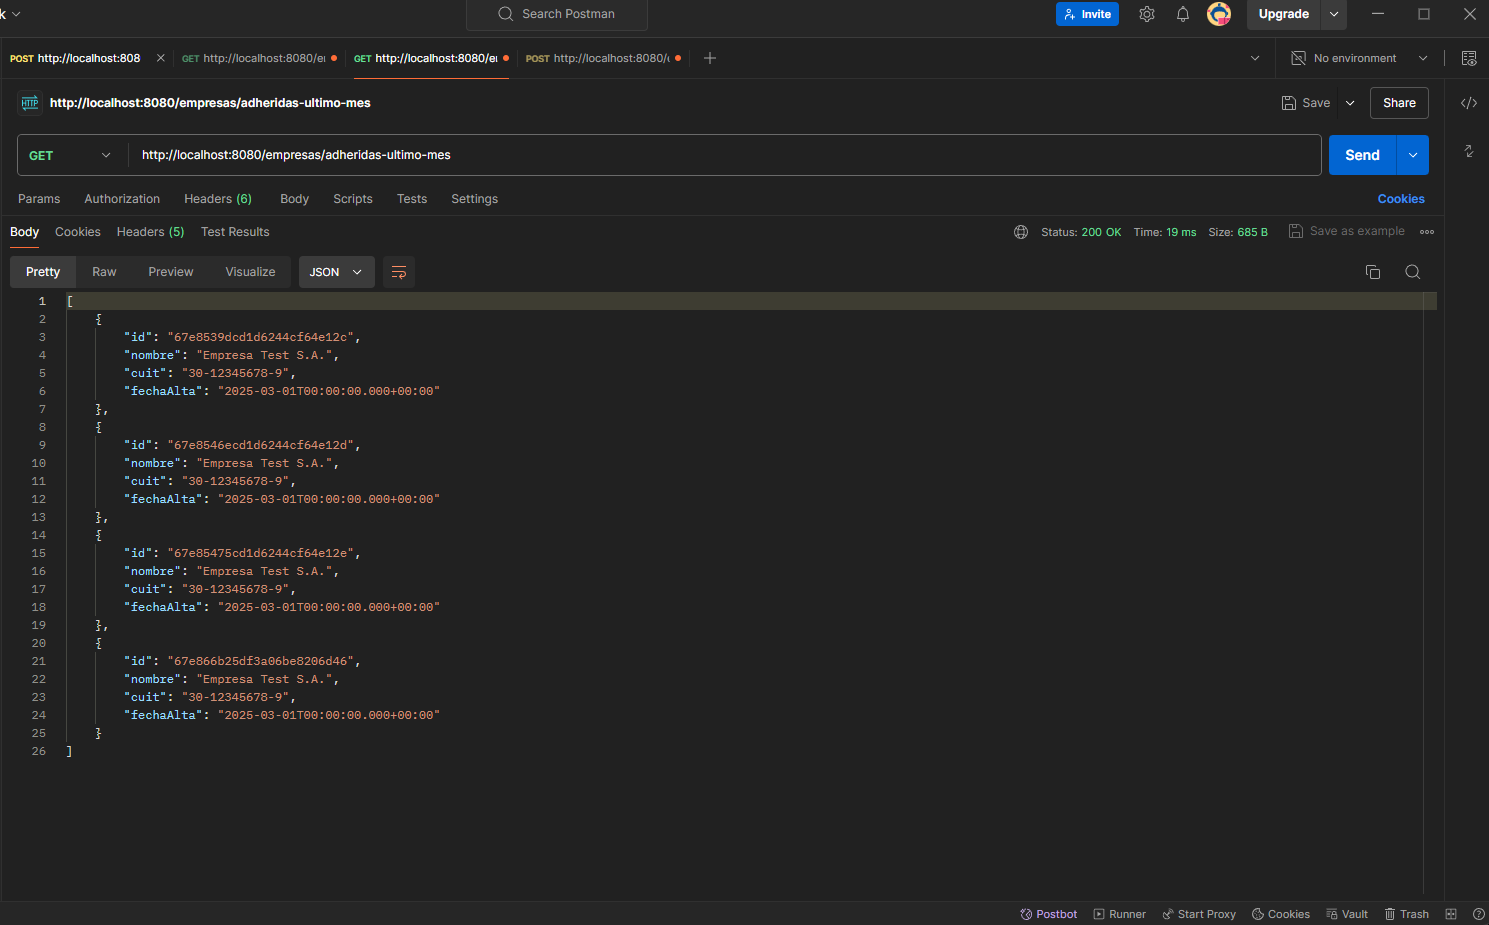 k
Search Postman
Invite
Upgrade
POST http://localhost:808
GET http://localhost:8080/e
GET http://localhost:8080/e
POST http://localhost:8080/
No environment
HTTP
http://localhost:8080/empresas/adheridas-ultimo-mes
Save
Share
GET
http://localhost:8080/empresas/adheridas-ultimo-mes
Send
Params Authorization Headers (6) Body Scripts Tests Settings
Cookies
Body Cookies Headers (5) Test Results
Status: 200 OK Time: 19 ms Size: 685 B
Save as example
Pretty Raw Preview Visualize JSON
1 [
2 {
3 "id": "67e8539dcd1d6244cf64e12c",
4 "nombre": "Empresa Test S.A.",
5 "cuit": "30-12345678-9",
6 "fechaAlta": "2025-03-01T00:00:00.000+00:00"
7 },
8 {
9 "id": "67e8546ecd1d6244cf64e12d",
10 "nombre": "Empresa Test S.A.",
11 "cuit": "30-12345678-9",
12 "fechaAlta": "2025-03-01T00:00:00.000+00:00"
13 },
14 {
15 "id": "67e85475cd1d6244cf64e12e",
16 "nombre": "Empresa Test S.A.",
17 "cuit": "30-12345678-9",
18 "fechaAlta": "2025-03-01T00:00:00.000+00:00"
19 },
20 {
21 "id": "67e866b25df3a06be8206d46",
22 "nombre": "Empresa Test S.A.",
23 "cuit": "30-12345678-9",
24 "fechaAlta": "2025-03-01T00:00:00.000+00:00"
25 }
26 ]
Postbot Runner Start Proxy Cookies Vault Trash